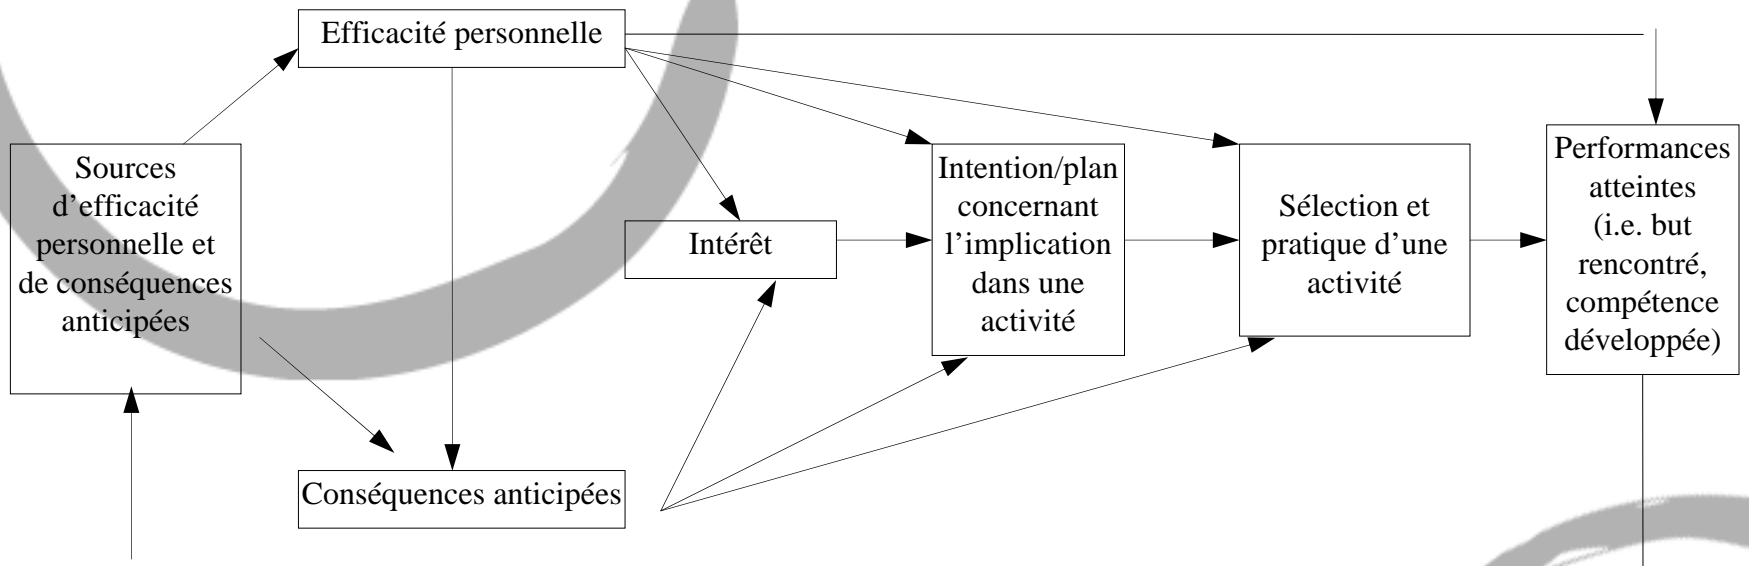 Efficacité personnelle
Sources
d’efficacité
personnelle et
de conséquences
anticipées
Conséquences anticipées
Intérêt
Intention/plan
concernant
l’implication
dans une
activité
Sélection et
pratique d’une
activité
Performances
atteintes
(i.e. but
rencontré,
compétence
développée)